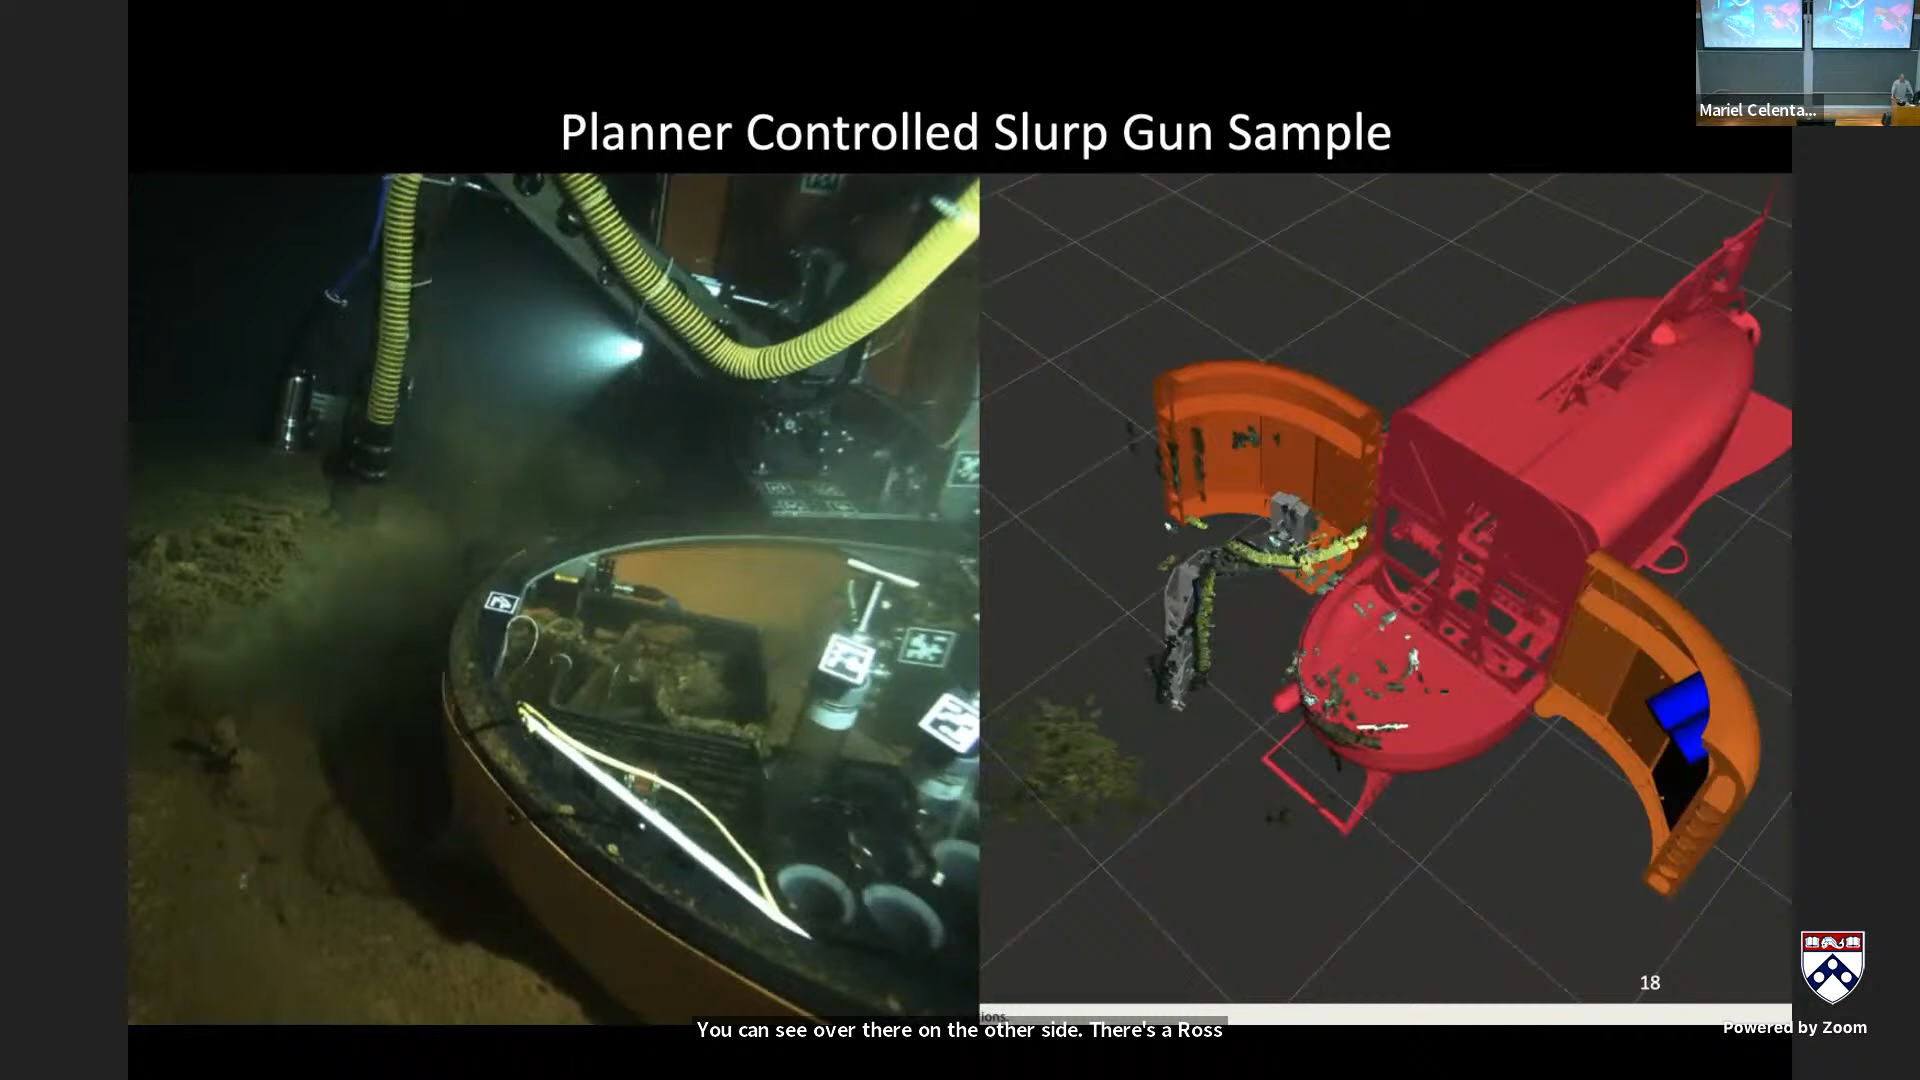 Mariel Celenta...
Planner Controlled Slurp Gun Sample
18
ions.
You can see over there on the other side. There's a Ross
Powered by Zoom